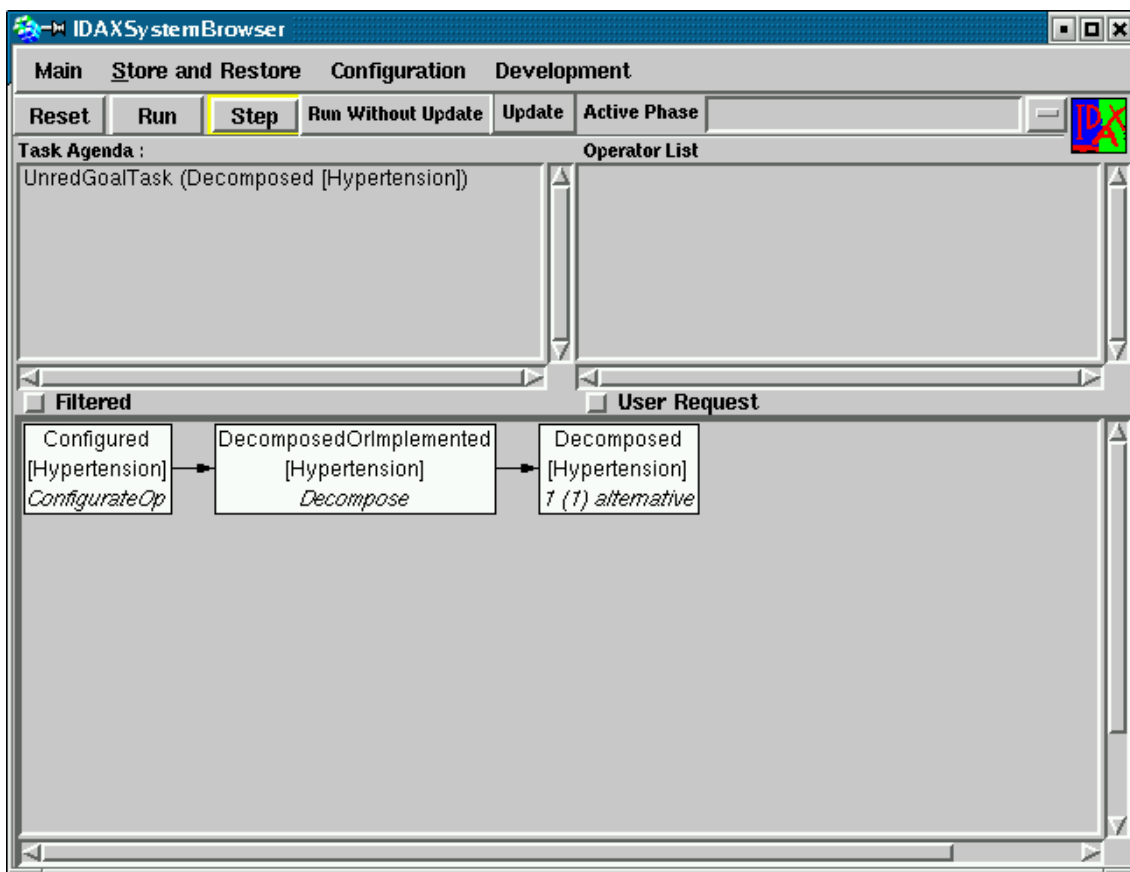 IDAXSystemBrowser
Main Store and Restore Configuration Development
Reset Run Step Run Without Update Update Active Phase
IDAX
Task Agenda : Operator List
UnredGoalTask (Decomposed [Hypertension])
Filtered User Request
Configured DecomposedOrImplemented Decomposed
[Hypertension] [Hypertension] [Hypertension]
ConfigurateOp Decompose 1 (1) alternative